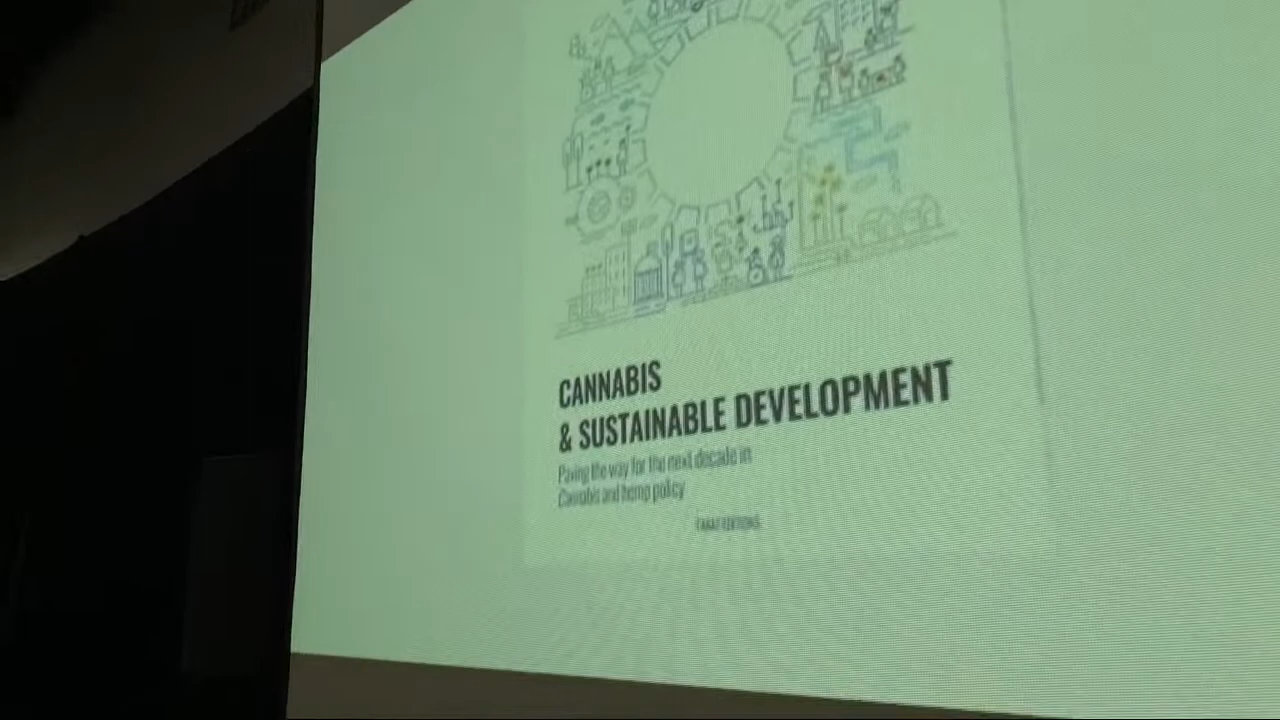 CANNABIS
& SUSTAINABLE DEVELOPMENT
Paving the way for the next decade in
Cannabis and hemp policy